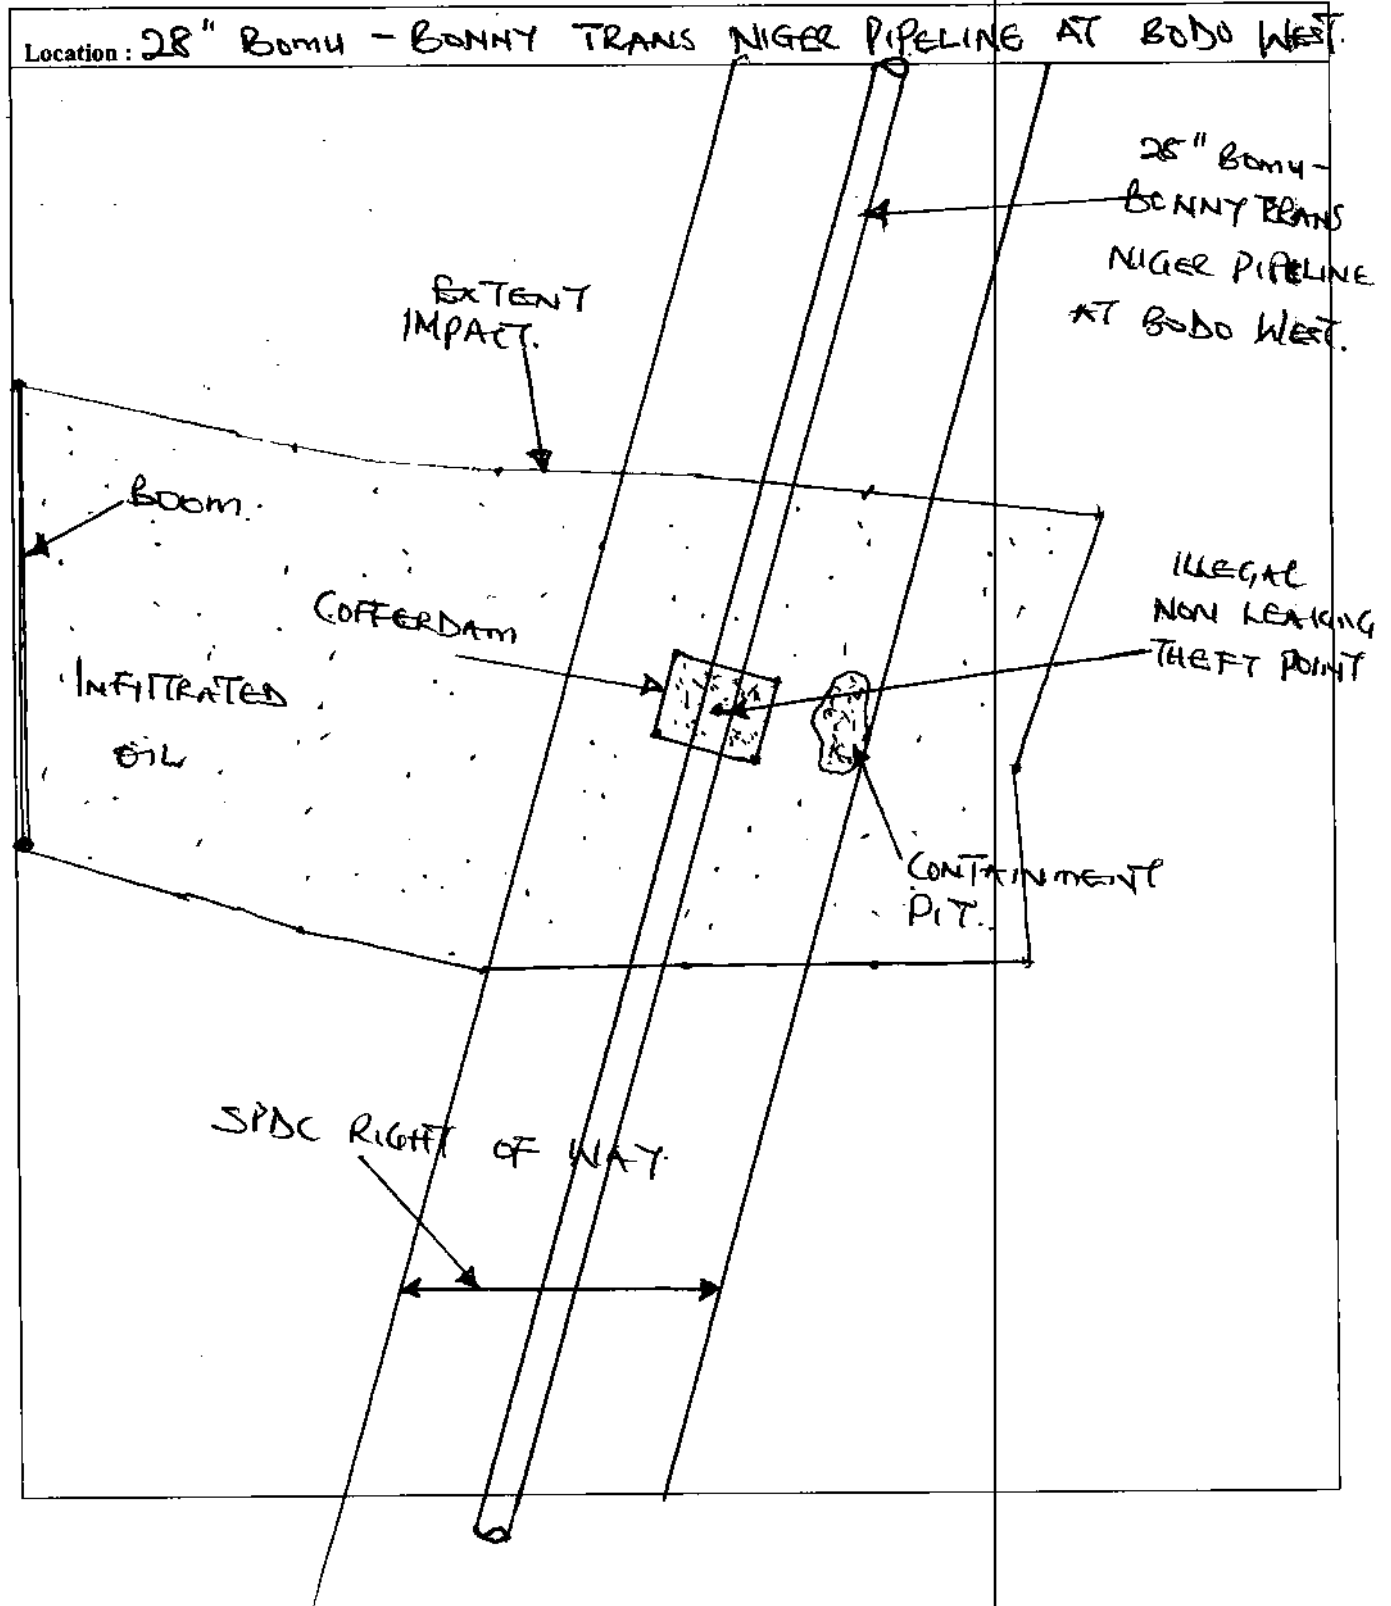 Location : 28" BOMU - BONNY TRANS NIGER PIPELINE AT BODO WEST.
28" BOMU -
BONNY TRANS
NIGER PIPELINE
AT BODO WEST.
EXTENT
IMPACT.
BOOM.
ILLEGAL
NON LEAKING
THEFT POINT
COFFERDAM
INFILTRATED
OIL
CONTAINMENT
PIT.
SPDC RIGHT OF WAY.